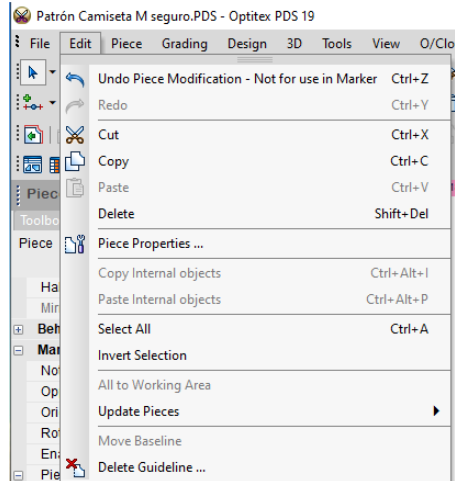 Patrón Camiseta M seguro.PDS - Optitex PDS 19
File Edit Piece Grading Design 3D Tools View O/Clo
Undo Piece Modification - Not for use in Marker Ctrl+Z
Redo Ctrl+Y
Cut Ctrl+X
Copy Ctrl+C
Paste Ctrl+V
Piec
Delete Shift+Del
Toolbo
Piece
Piece Properties ...
Copy Internal objects Ctrl+Alt+I
Ha
Paste Internal objects Ctrl+Alt+P
Mir
Beh
Select All Ctrl+A
Mar
Invert Selection
Not
All to Working Area
Op
Ori
Update Pieces
Rot
Move Baseline
Ena
Delete Guideline ...
Pie